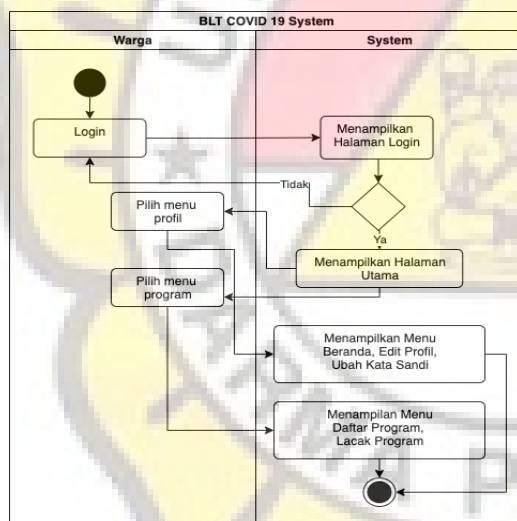 BLT COVID 19 System
Warga
System
Login
Menampilkan
Halaman Login
Tidak
Pilih menu
profil
Ya
Menampilkan Halaman
Utama
Pilih menu
program
Menampilkan Menu
Beranda, Edit Profil,
Ubah Kata Sandi
Menampilan Menu
Daftar Program,
Lacak Program